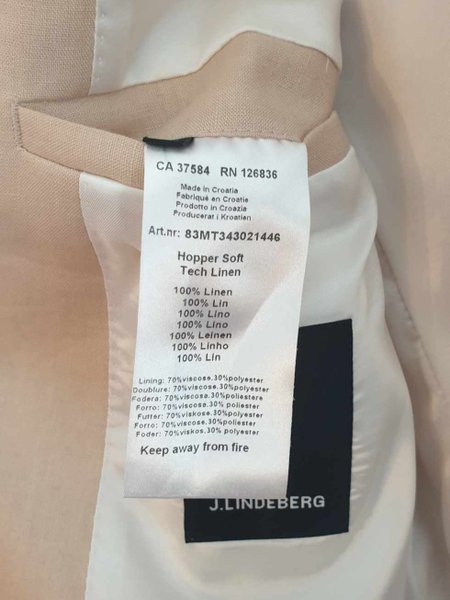 CA 37584 RN 126836
Made in Croatia
Fabriqué en Croatie
Prodotto in Croazia
Producerat i Kroatien
Art.nr: 83MT343021446
Hopper Soft
Tech Linen
100% Linen
100% Lin
100% Lino
100% Lino
100% Leinen
100% Linho
100% Lin
Lining: 70%viscose,30%polyester
Doublure: 70%viscose,30%polyester
Fodera: 70%viscosa,30%poliestere
Forro: 70%viscosa,30%poliester
Futter: 70%viskose,30% polyester
Forro: 70%viscose,30% poliester
Foder: 70%viskos,30% polyester
Keep away from fire
J.LINDEBERG